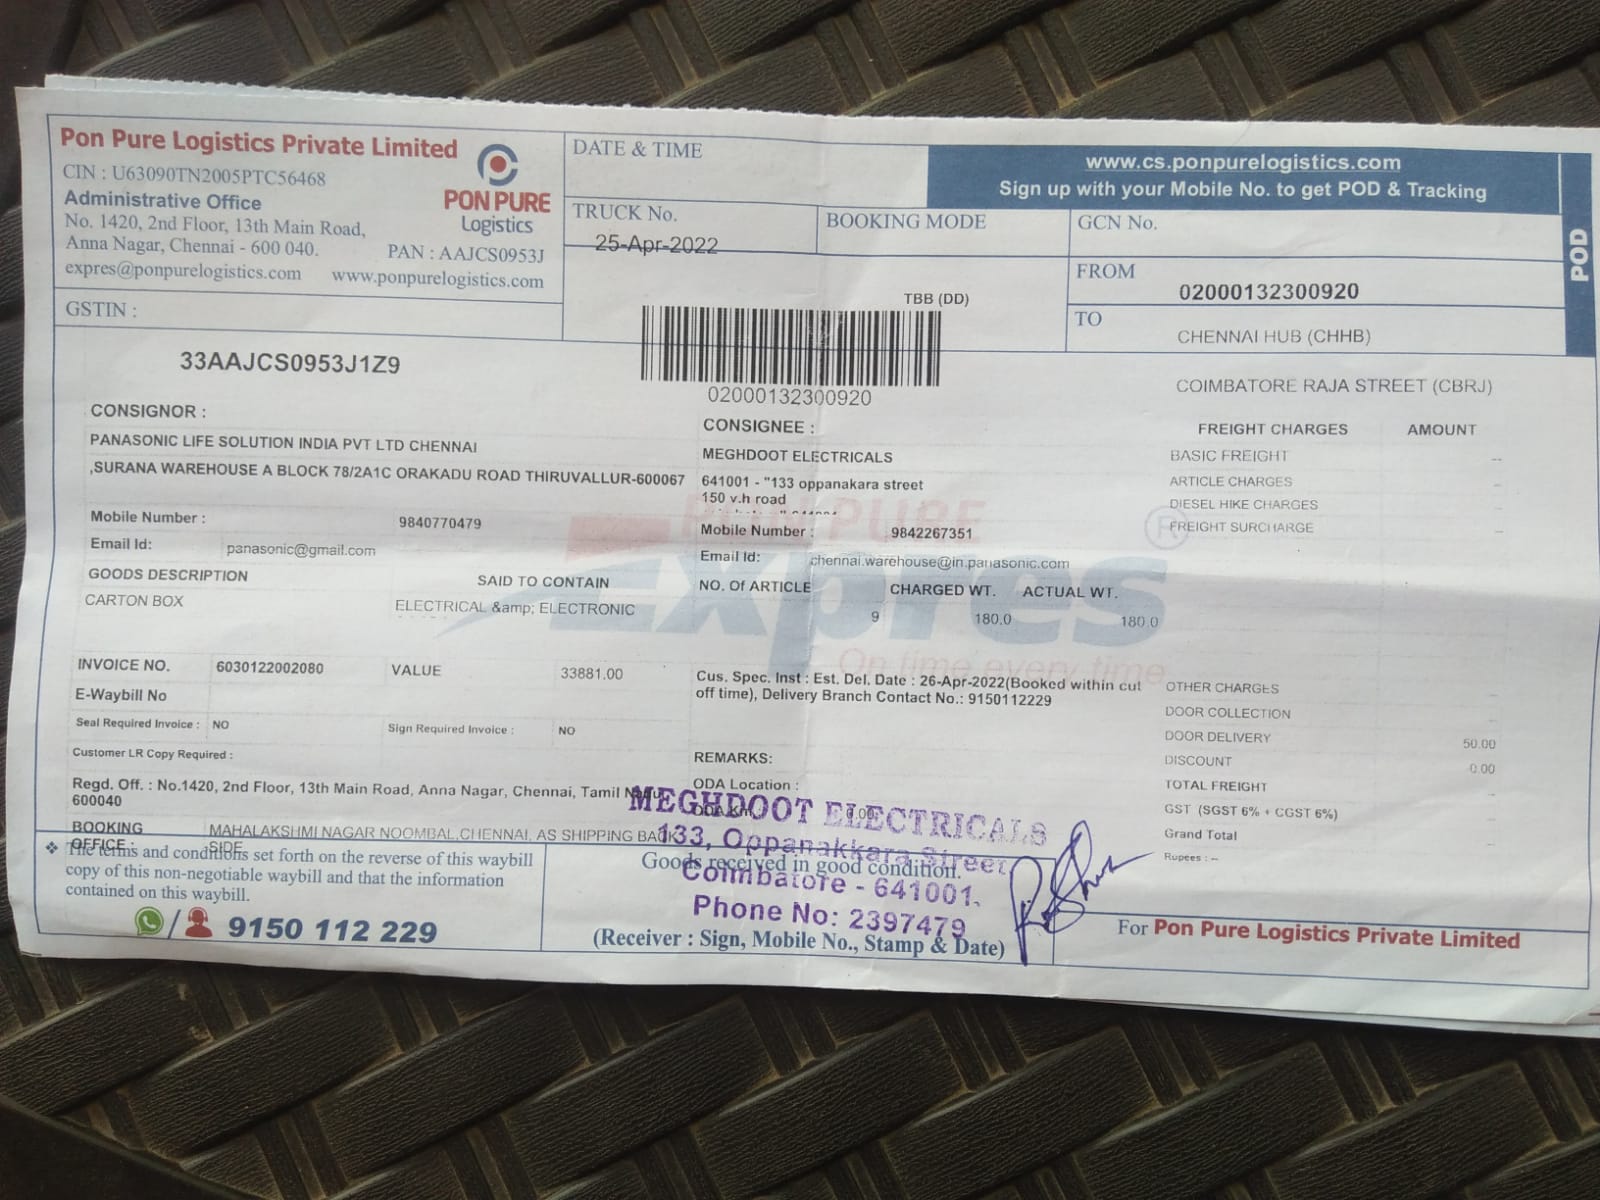 Pon Pure Logistics Private Limited
CIN : U63090TN2005PTC56468
Administrative Office
No. 1420, 2nd Floor, 13th Main Road,
Anna Nagar, Chennai - 600 040.
PAN : AAJCS0953J
expres@ponpurelogistics.com www.ponpurelogistics.com
PON PURE
Logistics
GSTIN :
33AAJCS0953J1Z9
DATE & TIME
TRUCK No.
25-Apr-2022
BOOKING MODE
TBB (DD)
02000132300920
www.cs.ponpurelogistics.com
Sign up with your Mobile No. to get POD & Tracking
POD
GCN No.
FROM
02000132300920
TO
CHENNAI HUB (CHHB)
COIMBATORE RAJA STREET (CBRJ)
CONSIGNOR :
PANASONIC LIFE SOLUTION INDIA PVT LTD CHENNAI
,SURANA WAREHOUSE A BLOCK 78/2A1C ORAKADU ROAD THIRUVALLUR-600067
Mobile Number : 9840770479
Email Id: panasonic@gmail.com
CONSIGNEE :
MEGHDOOT ELECTRICALS
641001 - "133 oppanakara street
150 v.h road
Mobile Number : 9842267351
Email Id: chennai.warehouse@in.panasonic.com
GOODS DESCRIPTION SAID TO CONTAIN
CARTON BOX ELECTRICAL &amp; ELECTRONIC
NO. Of ARTICLE CHARGED WT. ACTUAL WT.
9 180.0 180.0
PON PURE
Expres
®
On time every time
INVOICE NO. 6030122002080 VALUE 33881.00
E-Waybill No
Seal Required Invoice : NO Sign Required Invoice : NO
Customer LR Copy Required :
Cus. Spec. Inst : Est. Del. Date : 26-Apr-2022(Booked within cut
off time), Delivery Branch Contact No.: 9150112229
REMARKS:
ODA Location :
ODA Km 0.00
Regd. Off. : No.1420, 2nd Floor, 13th Main Road, Anna Nagar, Chennai, Tamil Nadu
600040
BOOKING OFFICE : MAHALAKSHMI NAGAR NOOMBAL,CHENNAI, AS SHIPPING BACK
SIDE
FREIGHT CHARGES AMOUNT
BASIC FREIGHT --
ARTICLE CHARGES --
DIESEL HIKE CHARGES --
FREIGHT SURCHARGE --
OTHER CHARGES --
DOOR COLLECTION --
DOOR DELIVERY 50.00
DISCOUNT 0.00
TOTAL FREIGHT --
GST (SGST 6% + CGST 6%) --
Grand Total --
Rupees : --
❖ The terms and conditions set forth on the reverse of this waybill
copy of this non-negotiable waybill and that the information
contained on this waybill.
/ 9150 112 229
MEGHDOOT ELECTRICALS
133, Oppanakkara Street
Coimbatore - 641001.
Phone No: 2397479
Goods received in good condition.
(Receiver : Sign, Mobile No., Stamp & Date)
For Pon Pure Logistics Private Limited